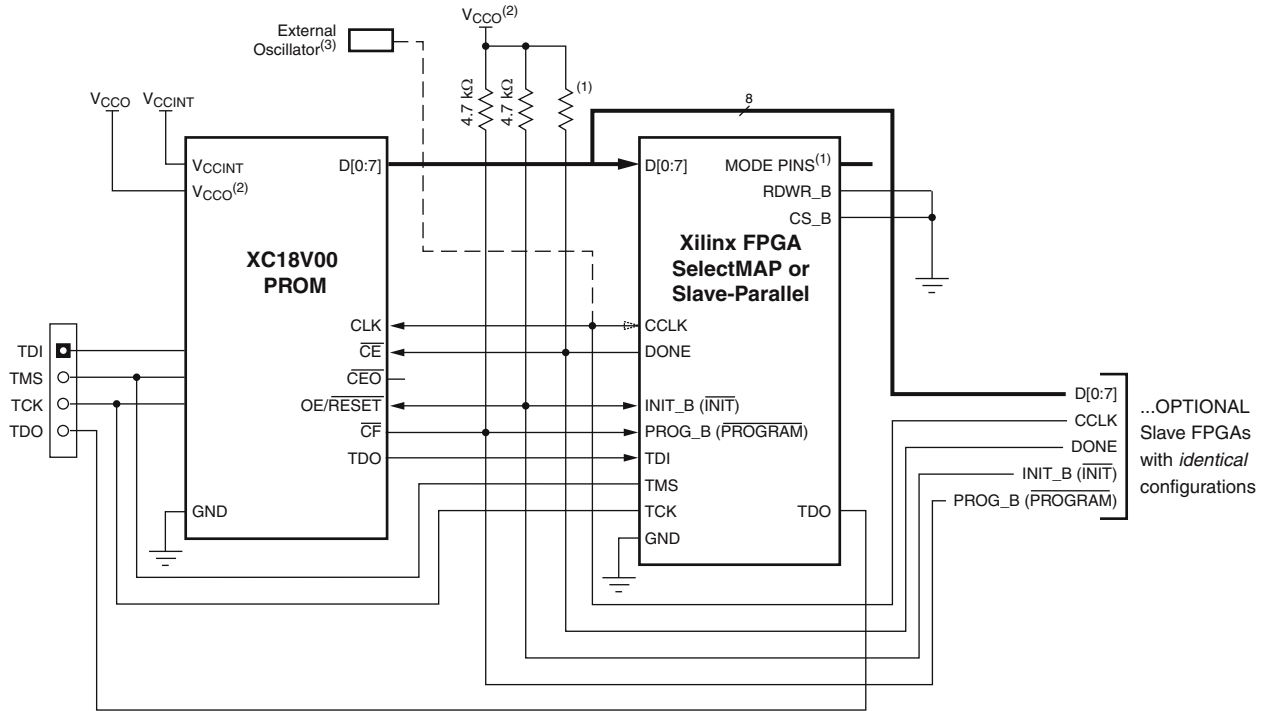 External
Oscillator(3)
VCCO(2)
VCCO
VCCINT
4.7 kΩ
4.7 kΩ
(1)
8
VCCINT
VCCO(2)
D[0:7]
XC18V00
PROM
CLK
CE
CEO
OE/RESET
CF
TDO
GND
TDI
TMS
TCK
TDO
D[0:7]
MODE PINS(1)
RDWR_B
CS_B
Xilinx FPGA
SelectMAP or
Slave-Parallel
CCLK
DONE
INIT_B (INIT)
PROG_B (PROGRAM)
TDI
TMS
TCK
TDO
GND
D[0:7]
CCLK
DONE
INIT_B (INIT)
PROG_B (PROGRAM)
...OPTIONAL
Slave FPGAs
with identical
configurations